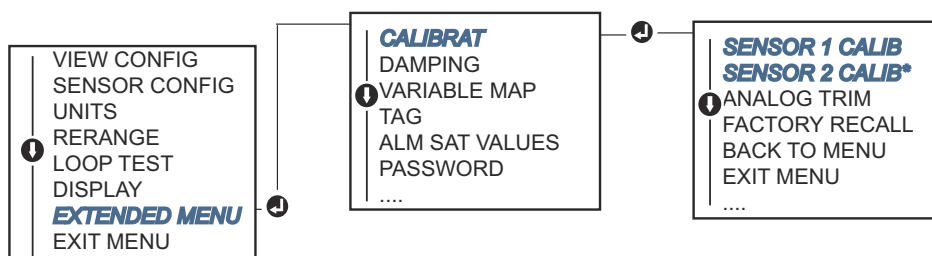 VIEW CONFIG
SENSOR CONFIG
UNITS
RERANGE
LOOP TEST
DISPLAY
EXTENDED MENU
EXIT MENU
CALIBRAT
DAMPING
VARIABLE MAP
TAG
ALM SAT VALUES
PASSWORD
....
SENSOR 1 CALIB
SENSOR 2 CALIB*
ANALOG TRIM
FACTORY RECALL
BACK TO MENU
EXIT MENU
....